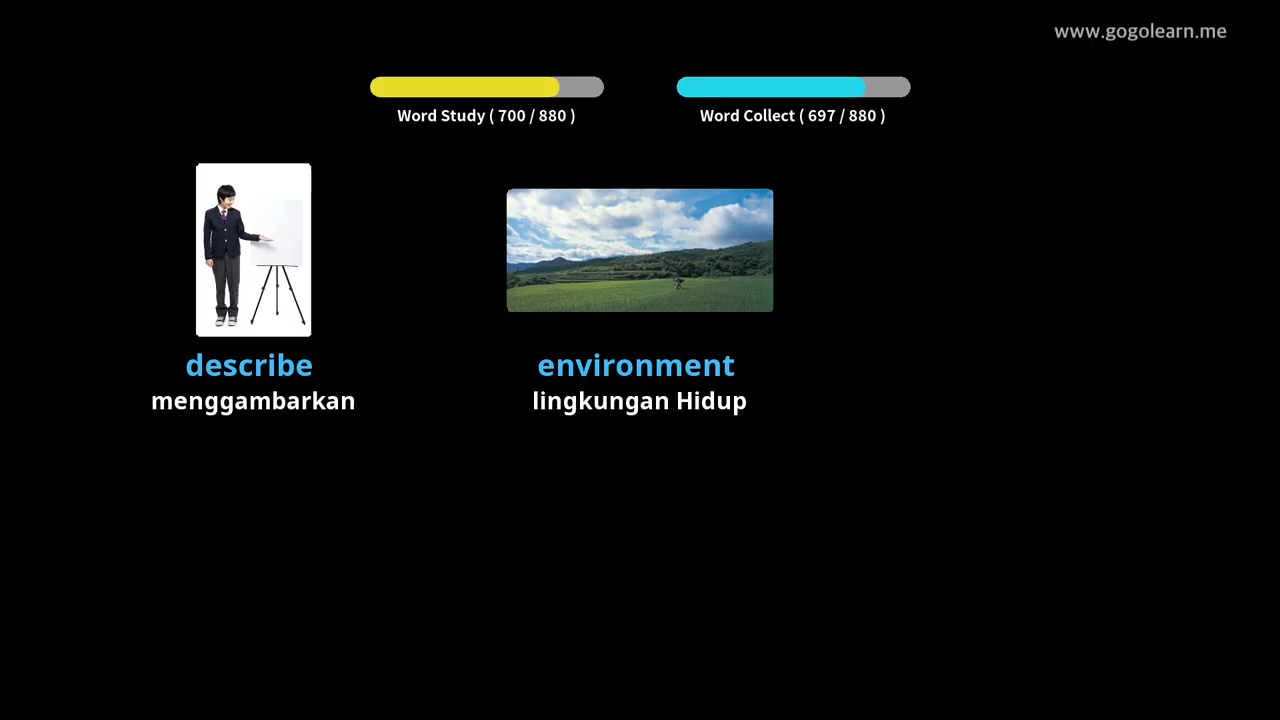 www.gogolearn.me
Word Study ( 700 / 880 )
Word Collect ( 697 / 880 )
describe
menggambarkan
environment
lingkungan Hidup